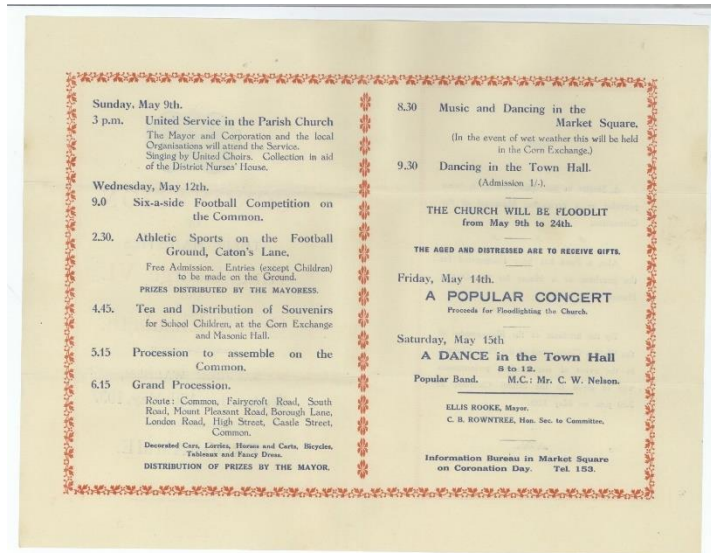 Sunday, May 9th.
3 p.m. United Service in the Parish Church
The Mayor and Corporation and the local
Organisations will attend the Service.
Singing by United Choirs. Collection in aid
of the District Nurses' House.
Wednesday, May 12th.
9.0 Six-a-side Football Competition on
the Common.
2.30. Athletic Sports on the Football
Ground, Caton's Lane.
Free Admission. Entries (except Children)
to be made on the Ground.
PRIZES DISTRIBUTED BY THE MAYORESS.
4.45. Tea and Distribution of Souvenirs
for School Children, at the Corn Exchange
and Masonic Hall.
5.15 Procession to assemble on the
Common.
6.15 Grand Procession.
Route: Common, Fairycroft Road, South
Road, Mount Pleasant Road, Borough Lane,
London Road, High Street, Castle Street,
Common.
Decorated Cars, Lorries, Horses and Carts, Bicycles,
Tableaux and Fancy Dress.
DISTRIBUTION OF PRIZES BY THE MAYOR.
8.30 Music and Dancing in the
Market Square.
(In the event of wet weather this will be held
in the Corn Exchange.)
9.30 Dancing in the Town Hall.
(Admission 1/-).
THE CHURCH WILL BE FLOODLIT
from May 9th to 24th.
THE AGED AND DISTRESSED ARE TO RECEIVE GIFTS.
Friday, May 14th.
A POPULAR CONCERT
Proceeds for Floodlighting the Church.
Saturday, May 15th
A DANCE in the Town Hall
8 to 12.
Popular Band. M.C.: Mr. C. W. Nelson.
ELLIS ROOKE, Mayor.
C. B. ROWNTREE, Hon. Sec. to Committee.
Information Bureau in Market Square
on Coronation Day. Tel. 153.